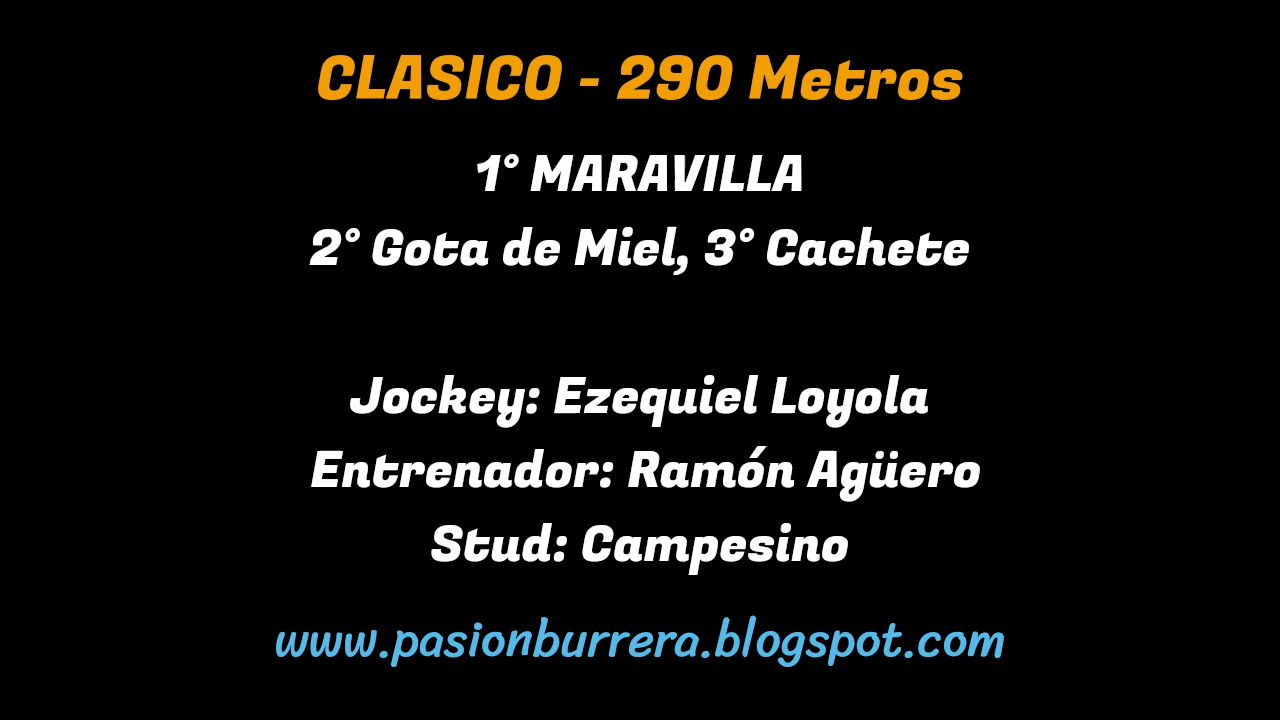 CLASICO - 290 Metros
1° MARAVILLA
2° Gota de Miel, 3° Cachete
Jockey: Ezequiel Loyola
Entrenador: Ramón Agüero
Stud: Campesino
www.pasionburrera.blogspot.com